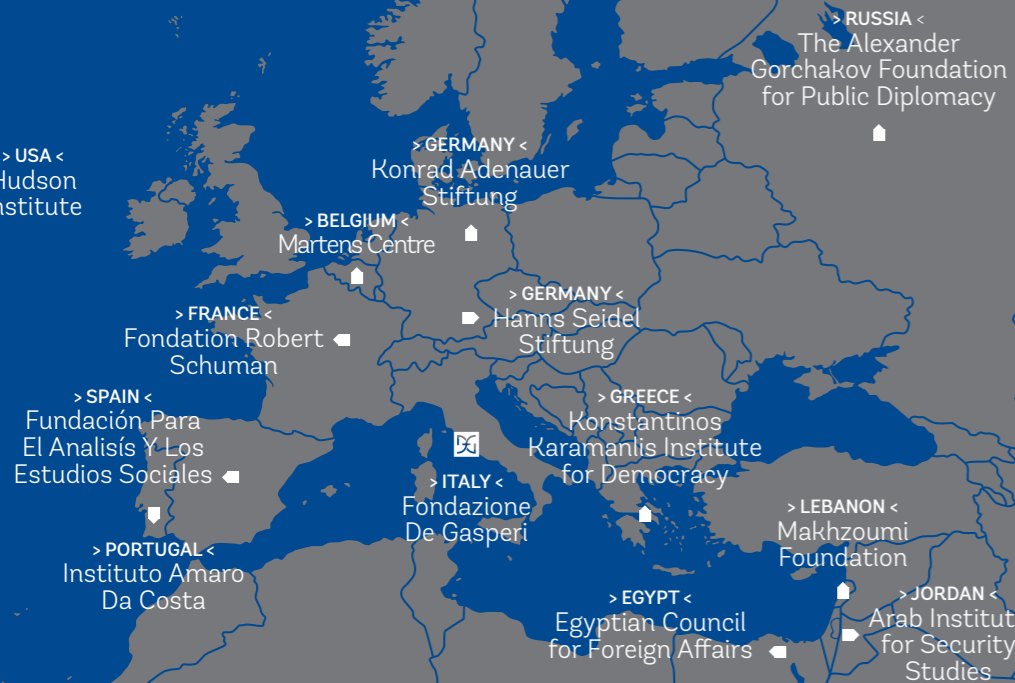 > RUSSIA <
The Alexander
Gorchakov Foundation
for Public Diplomacy
> USA <
Hudson
Institute
> GERMANY <
Konrad Adenauer
Stiftung
> BELGIUM <
Martens Centre
> GERMANY <
Hanns Seidel
Stiftung
> FRANCE <
Fondation Robert
Schuman
> SPAIN <
Fundación Para
El Analisís Y Los
Estudios Sociales
> GREECE <
Konstantinos
Karamanlis Institute
for Democracy
> ITALY <
Fondazione
De Gasperi
> PORTUGAL <
Instituto Amaro
Da Costa
> LEBANON <
Makhzoumi
Foundation
> EGYPT <
Egyptian Council
for Foreign Affairs
> JORDAN <
Arab Institut
for Security
Studies